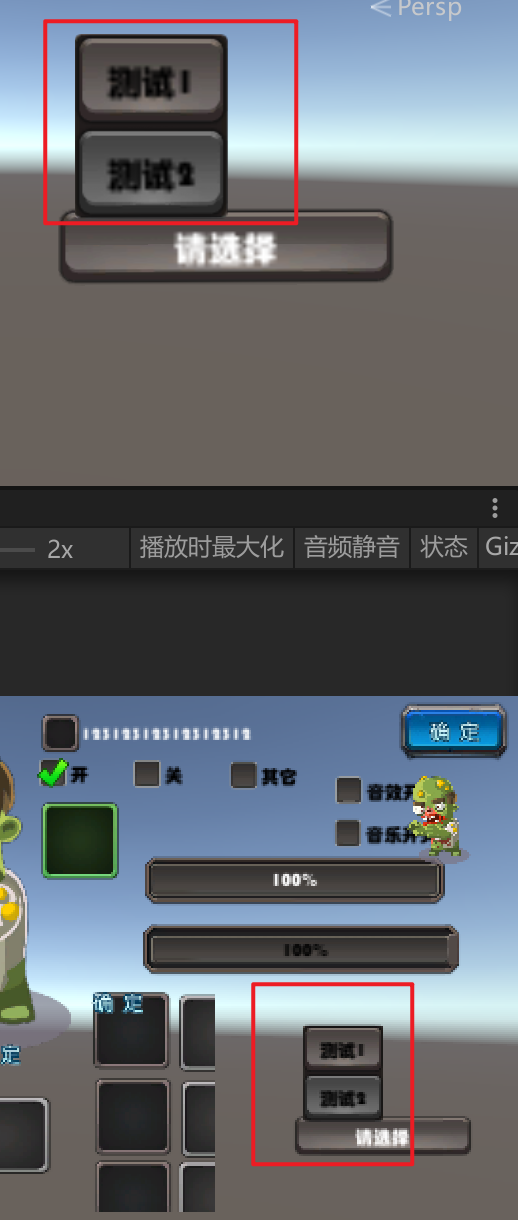 Persp
测试1
测试2
请选择
2x 播放时最大化 音频静音 状态 Giz
12312312312312312 确 定
开 关 其它
音效开
音乐开
100%
100%
确 定
定
测试1
测试2
请选择